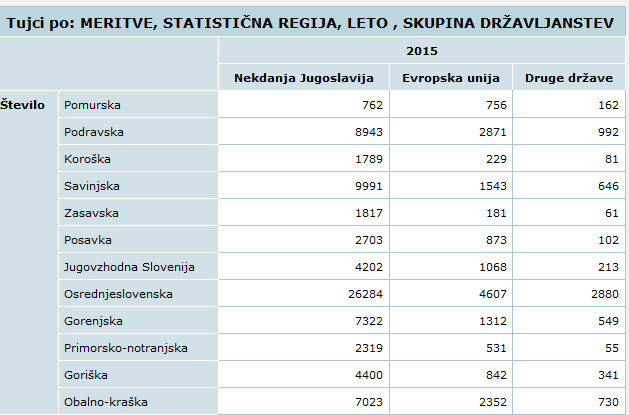 Tujci po: MERITVE, STATISTIČNA REGIJA, LETO , SKUPINA DRŽAVLJANSTEV
2015
Nekdanja Jugoslavija Evropska unija Druge države
Število Pomurska 762 756 162
Podravska 8943 2871 992
Koroška 1789 229 81
Savinjska 9991 1543 646
Zasavska 1817 181 61
Posavka 2703 873 102
Jugovzhodna Slovenija 4202 1068 213
Osrednjeslovenska 26284 4607 2880
Gorenjska 7322 1312 549
Primorsko-notranjska 2319 531 55
Goriška 4400 842 341
Obalno-kraška 7023 2352 730